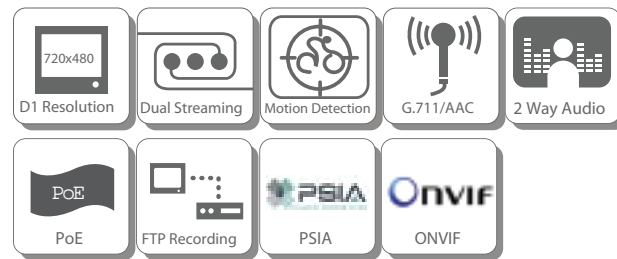 720x480
D1 Resolution
Dual Streaming
Motion Detection
G.711/AAC
2 Way Audio
PoE
PoE
FTP Recording
PSIA
PSIA
ONVIF
ONVIF